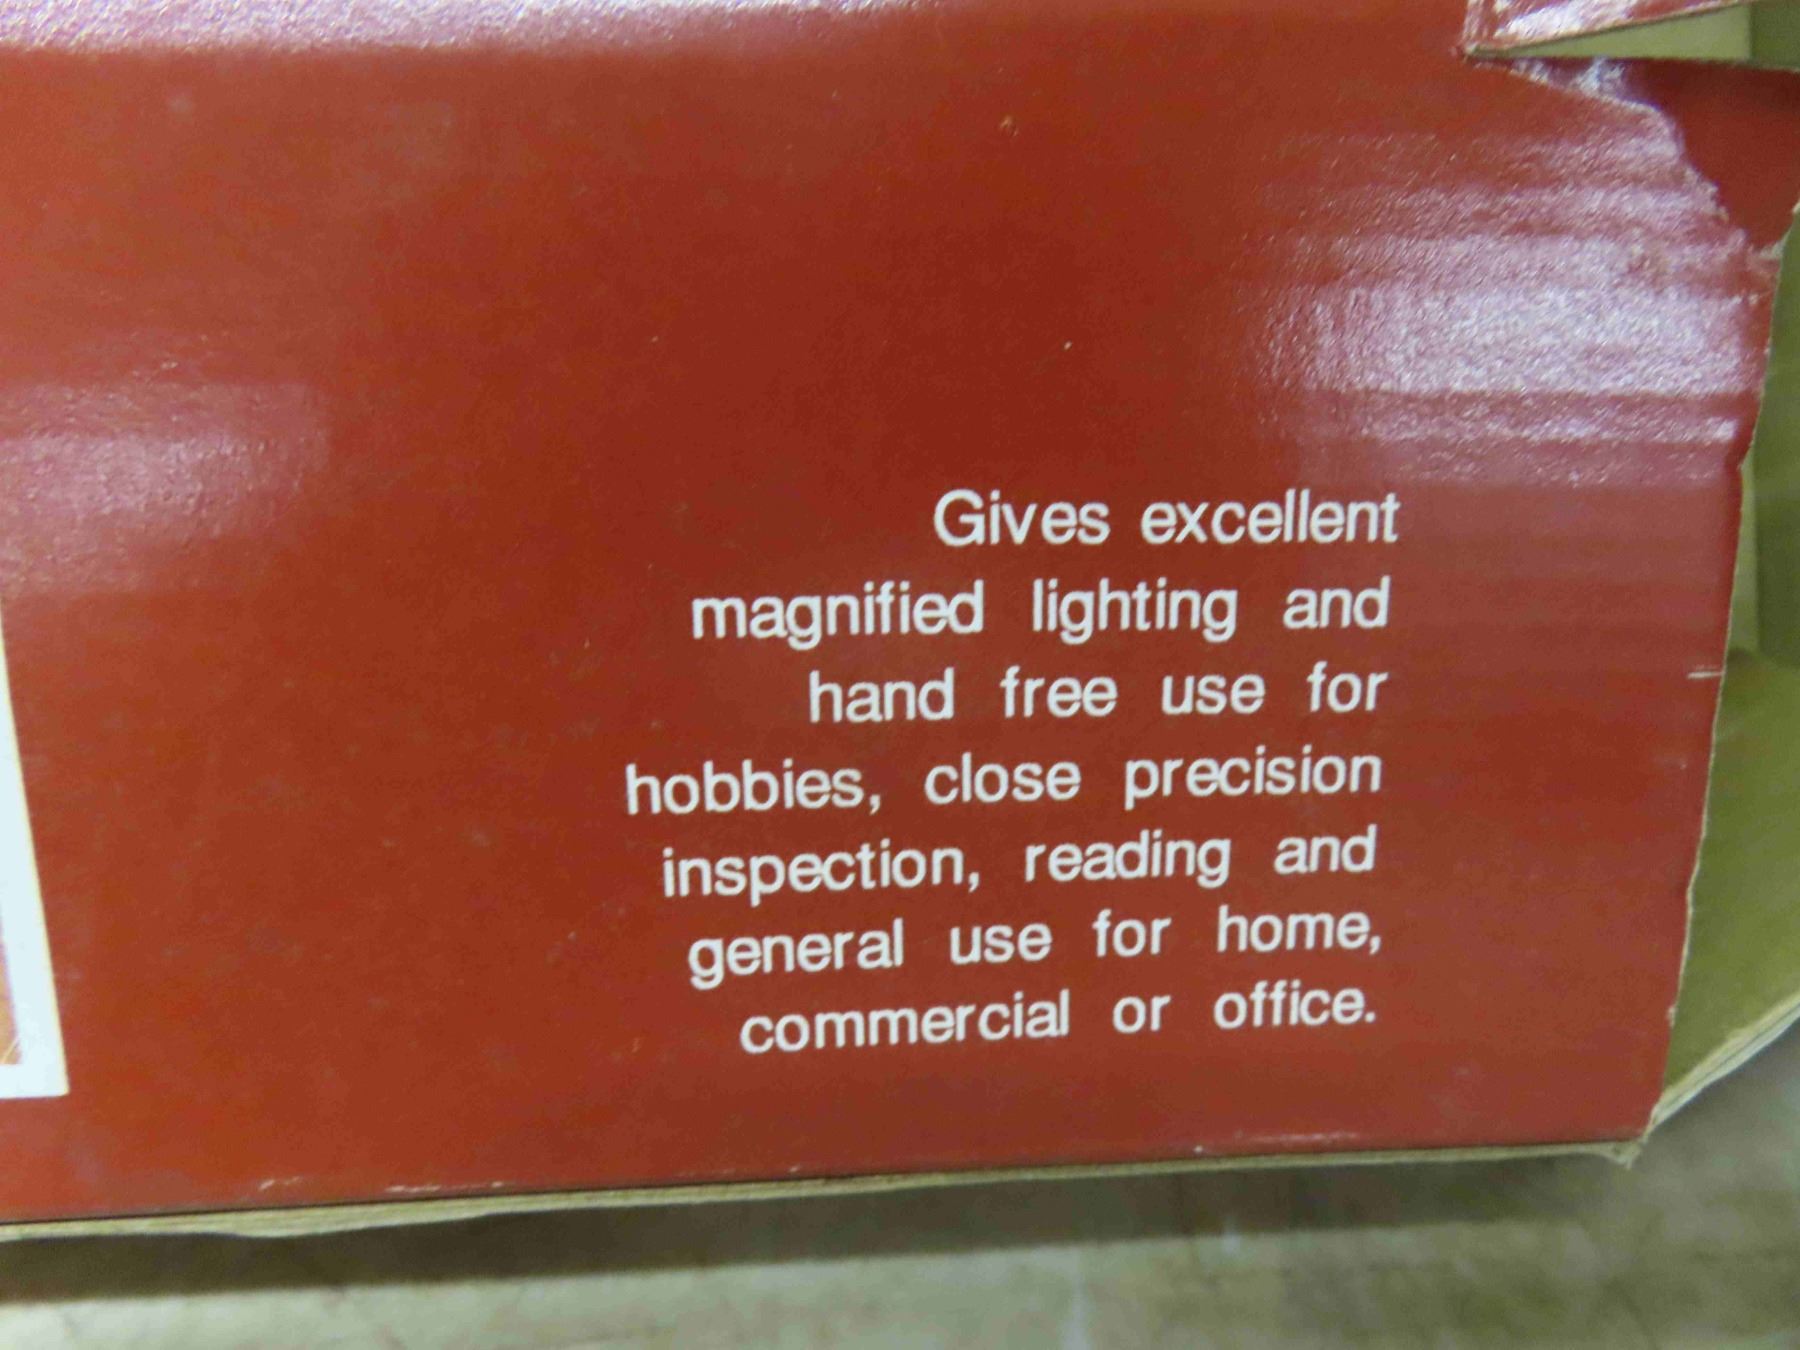 Gives excellent
magnified lighting and
hand free use for
hobbies, close precision
inspection, reading and
general use for home,
commercial or office.